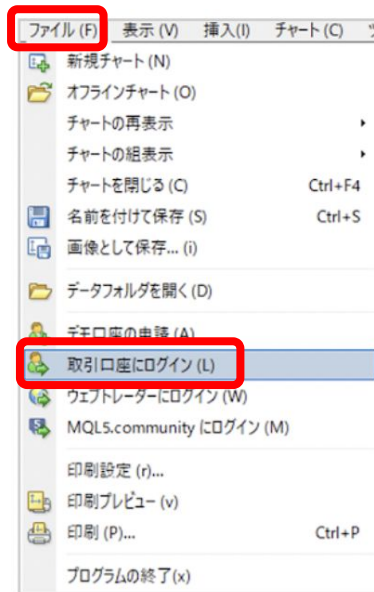 ファイル (F) 表示 (V) 挿入(I) チャート (C)
新規チャート (N)
オフラインチャート (O)
チャートの再表示
チャートの組表示
チャートを閉じる (C) Ctrl+F4
名前を付けて保存 (S) Ctrl+S
画像として保存... (i)
データフォルダを開く (D)
デモ口座の申請 (A)
取引口座にログイン (L)
ウェブトレーダーにログイン (W)
MQL5.community にログイン (M)
印刷設定 (r)...
印刷プレビュー (v)
印刷 (P)... Ctrl+P
プログラムの終了(x)